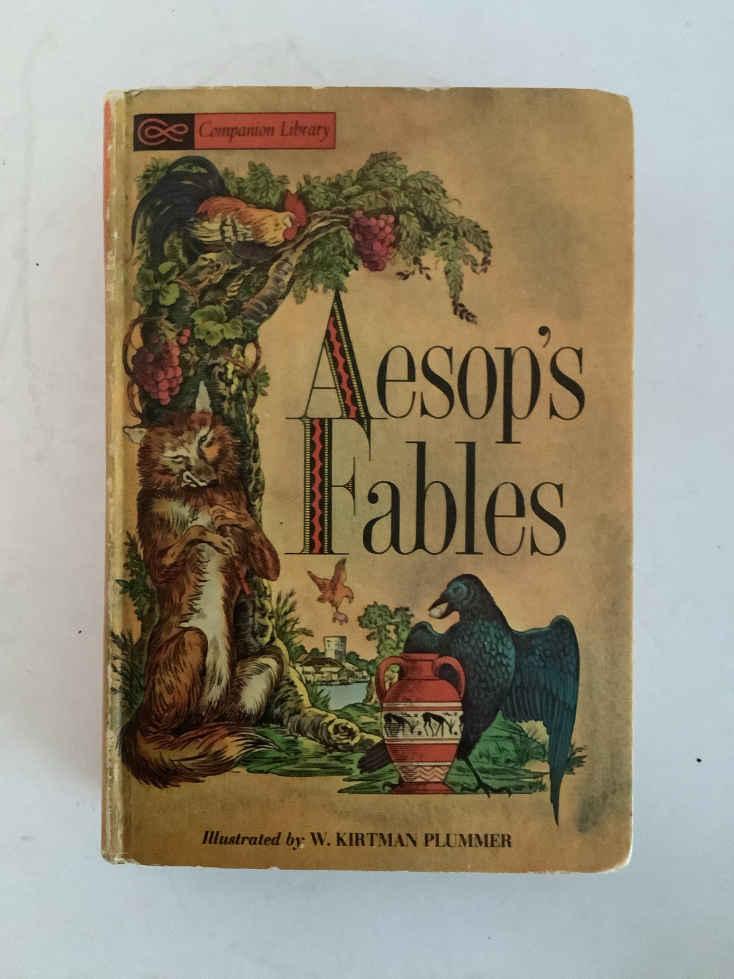 Companion Library
Aesop's
Fables
Illustrated by W. KIRTMAN PLUMMER